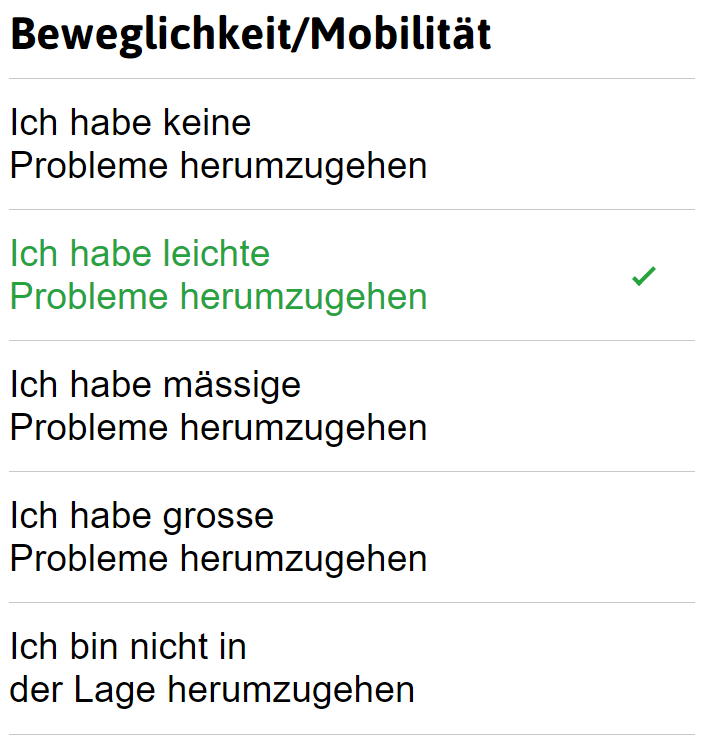 Beweglichkeit/Mobilität
Ich habe keine
Probleme herumzugehen
Ich habe leichte
Probleme herumzugehen
Ich habe mässige
Probleme herumzugehen
Ich habe grosse
Probleme herumzugehen
Ich bin nicht in
der Lage herumzugehen